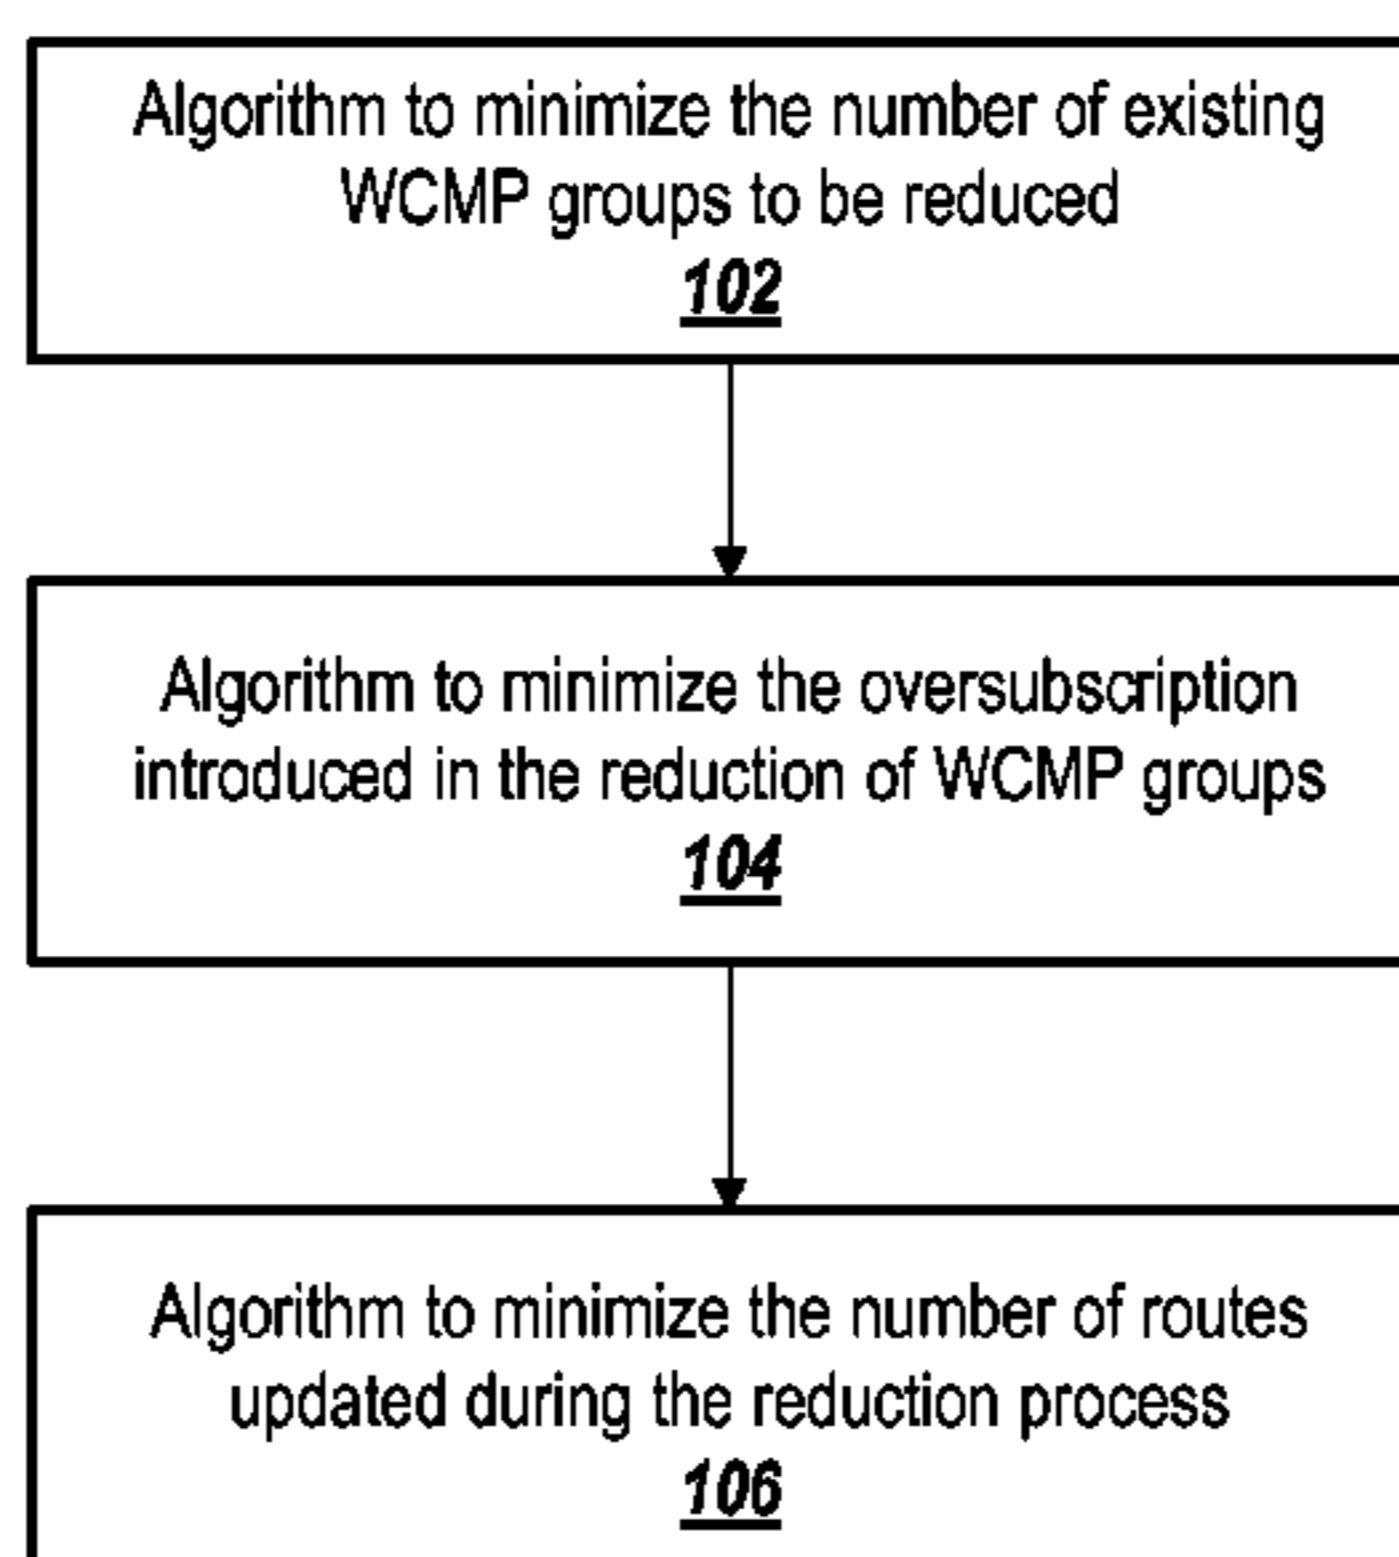 Algorithm to minimize the number of existing
WCMP groups to be reduced
102
Algorithm to minimize the oversubscription
introduced in the reduction of WCMP groups
104
Algorithm to minimize the number of routes
updated during the reduction process
106